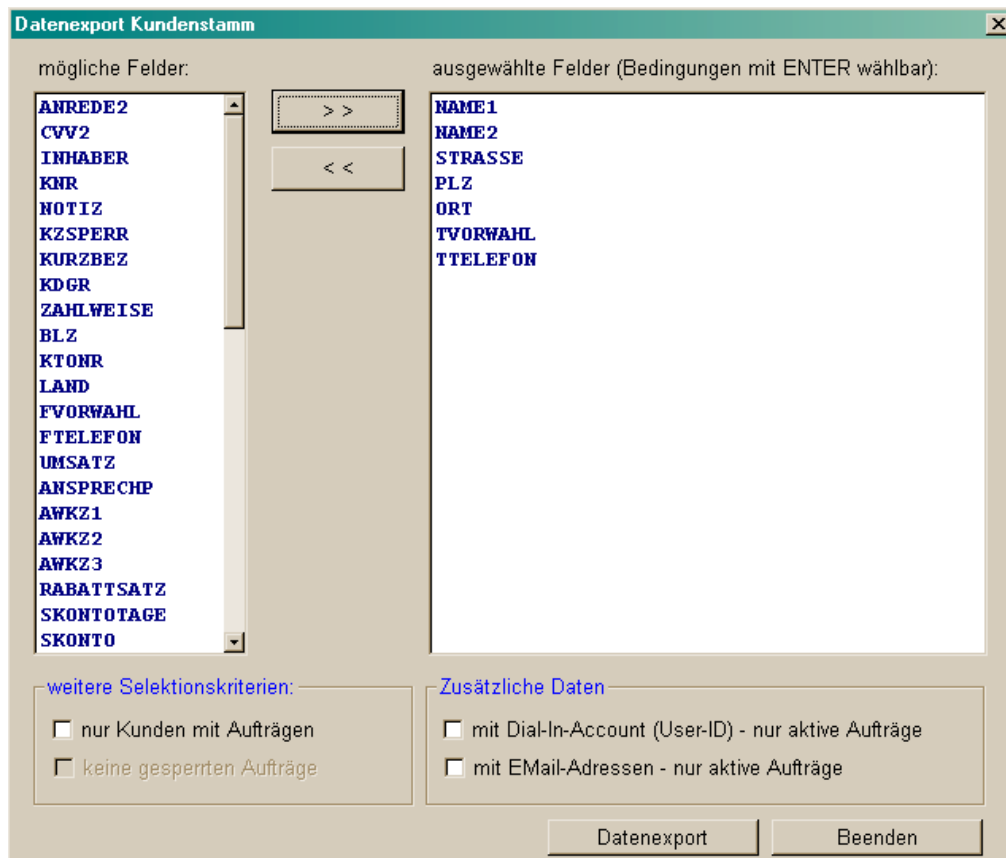 Datenexport Kundenstamm
mögliche Felder:
ANREDE2
CVV2
INHABER
KNR
NOTIZ
KZSPERR
KURZBEZ
KDGR
ZAHLWEISE
BLZ
KTONR
LAND
FVORWAHL
FTELEFON
UMSATZ
ANSPRECHP
AWKZ1
AWKZ2
AWKZ3
RABATTSATZ
SKONTOTAGE
SKONTO
> >
< <
ausgewählte Felder (Bedingungen mit ENTER wählbar):
NAME1
NAME2
STRASSE
PLZ
ORT
TVORWAHL
TTELEFON
weitere Selektionskriterien:
nur Kunden mit Aufträgen
keine gesperrten Aufträge
Zusätzliche Daten
mit Dial-In-Account (User-ID) - nur aktive Aufträge
mit EMail-Adressen - nur aktive Aufträge
Datenexport
Beenden